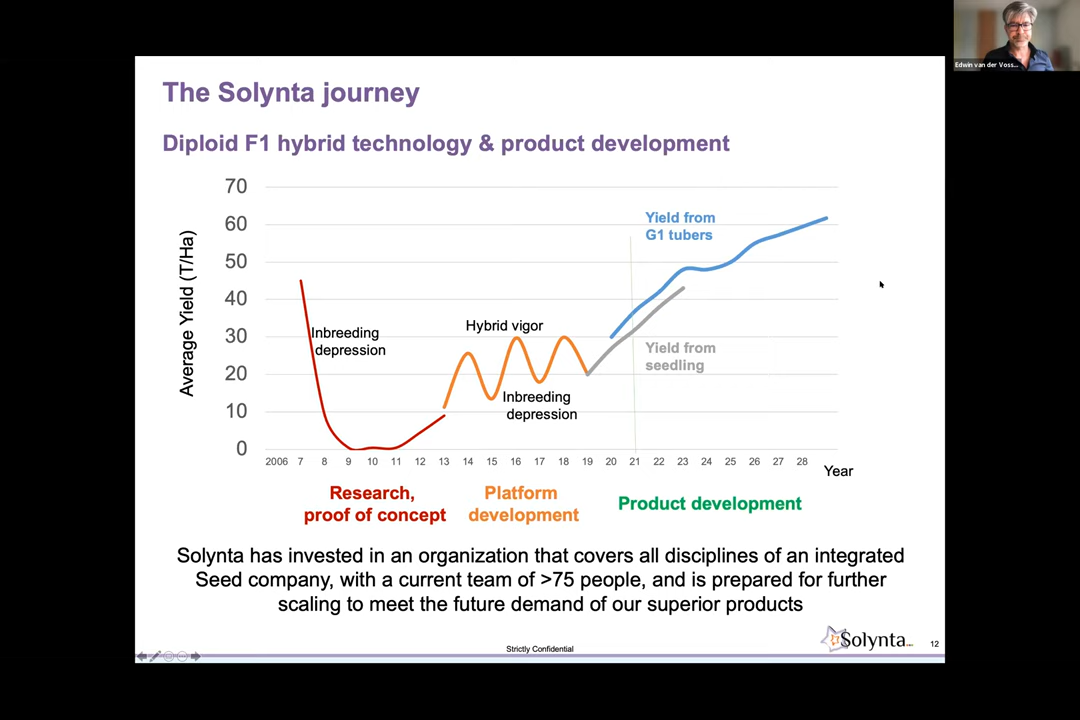 Edwin van der Voss...
The Solynta journey
Diploid F1 hybrid technology & product development
70
60
50
40
30
20
10
0
Average Yield (T/Ha)
Yield from
G1 tubers
Hybrid vigor
Inbreeding
depression
Yield from
seedling
Inbreeding
depression
2006 7 8 9 10 11 12 13 14 15 16 17 18 19 20 21 22 23 24 25 26 27 28
Year
Research,
proof of concept
Platform
development
Product development
Solynta has invested in an organization that covers all disciplines of an integrated
Seed company, with a current team of >75 people, and is prepared for further
scaling to meet the future demand of our superior products
Strictly Confidential
Solynta
12